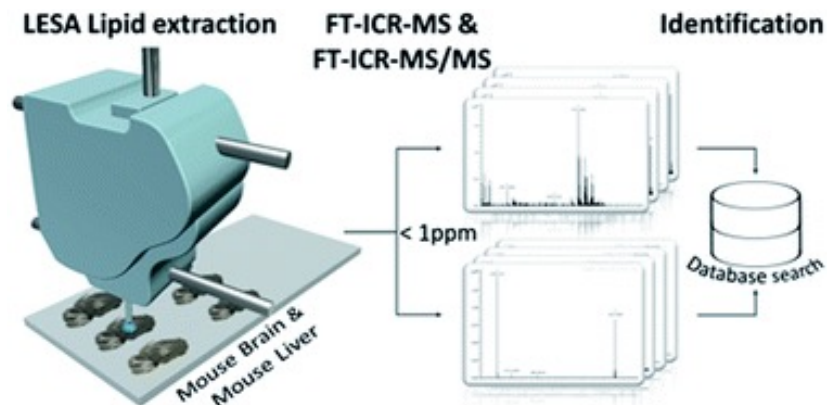 LESA Lipid extraction
FT-ICR-MS &
FT-ICR-MS/MS
Identification
< 1ppm
Database search
Mouse Brain &
Mouse Liver